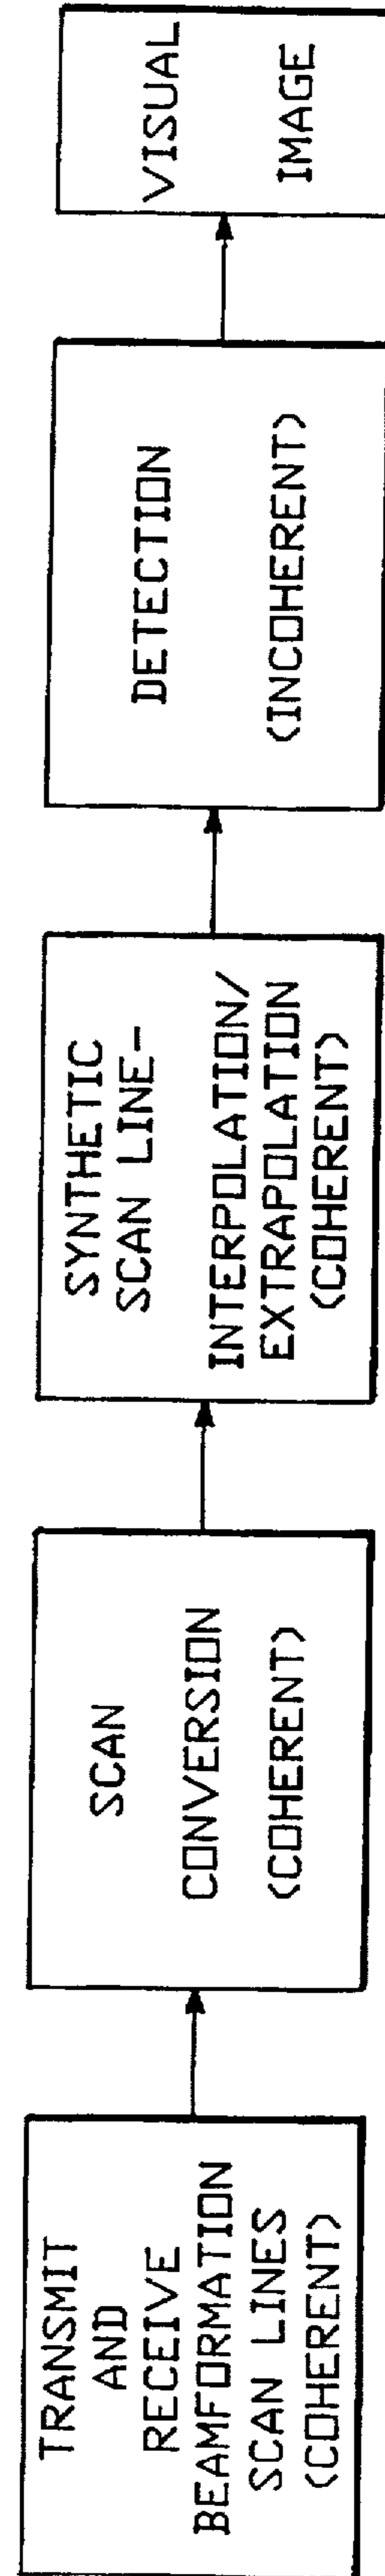 TRANSMIT
AND
RECEIVE
BEAMFORMATION
SCAN LINES
(COHERENT)
SCAN
CONVERSION
(COHERENT)
SYNTHETIC
SCAN LINE-
INTERPOLATION/
EXTRAPOLATION
(COHERENT)
DETECTION
(INCOHERENT)
VISUAL
IMAGE